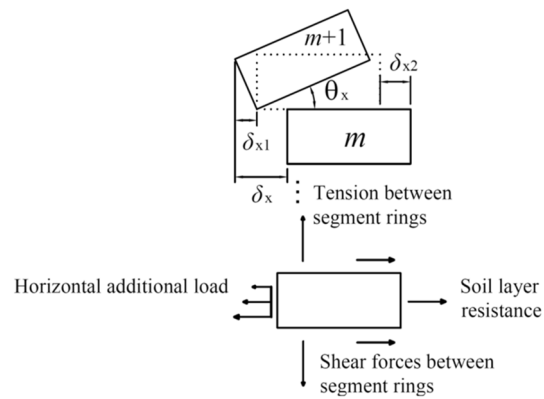 m+1
δx2
θx
m
δx1
δx
Tension between
segment rings
Horizontal additional load
Soil layer
resistance
Shear forces between
segment rings